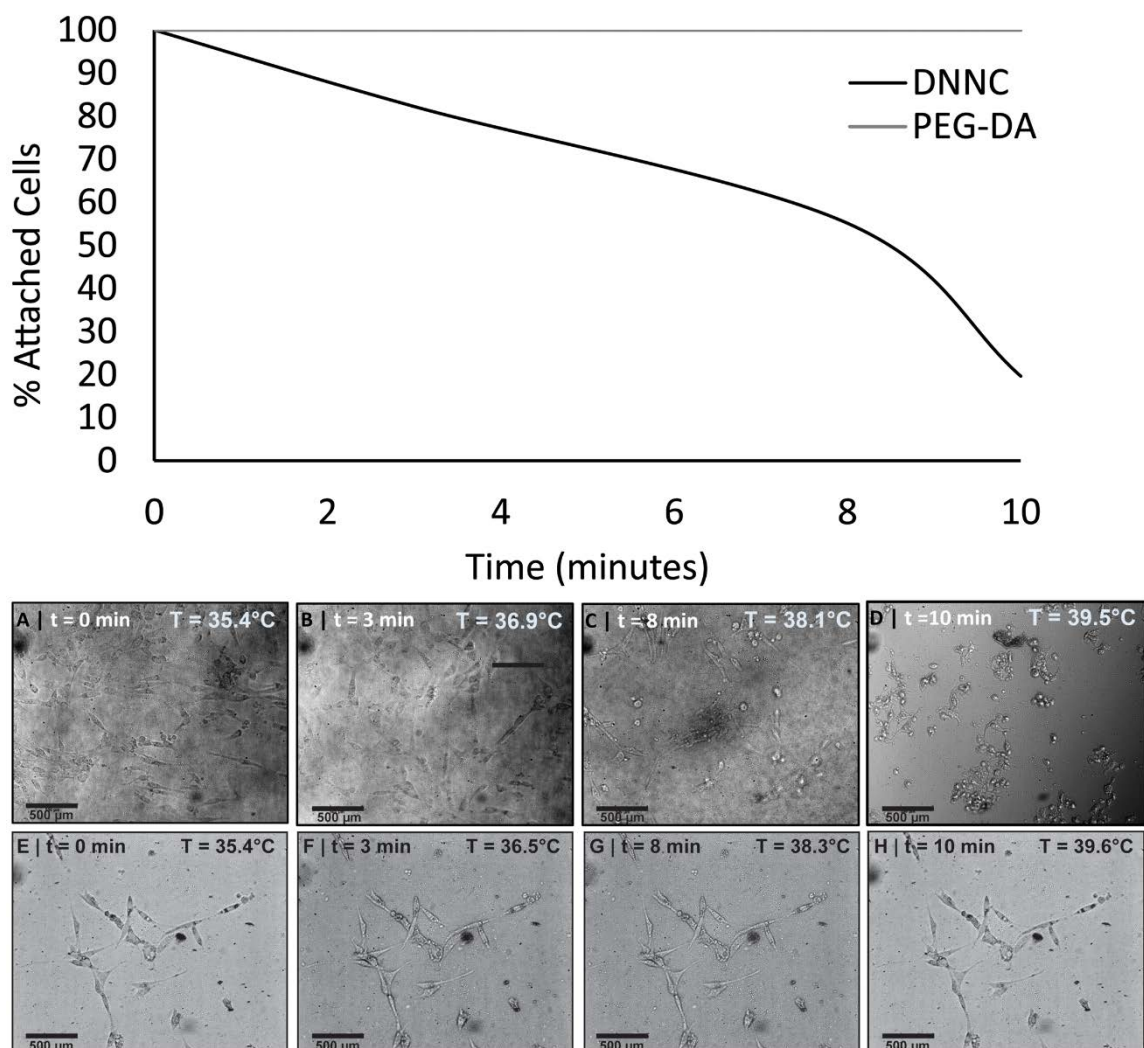 100
90
80
70
60
50
40
30
20
10
0
% Attached Cells
DNNC
PEG-DA
0 2 4 6 8 10
Time (minutes)
A | t = 0 min T = 35.4°C
500 µm
B | t = 3 min T = 36.9°C
500 µm
C | t = 8 min T = 38.1°C
500 µm
D | t =10 min T = 39.5°C
500 µm
E | t = 0 min T = 35.4°C
500 µm
F | t = 3 min T = 36.5°C
500 µm
G | t = 8 min T = 38.3°C
500 µm
H | t = 10 min T = 39.6°C
500 µm